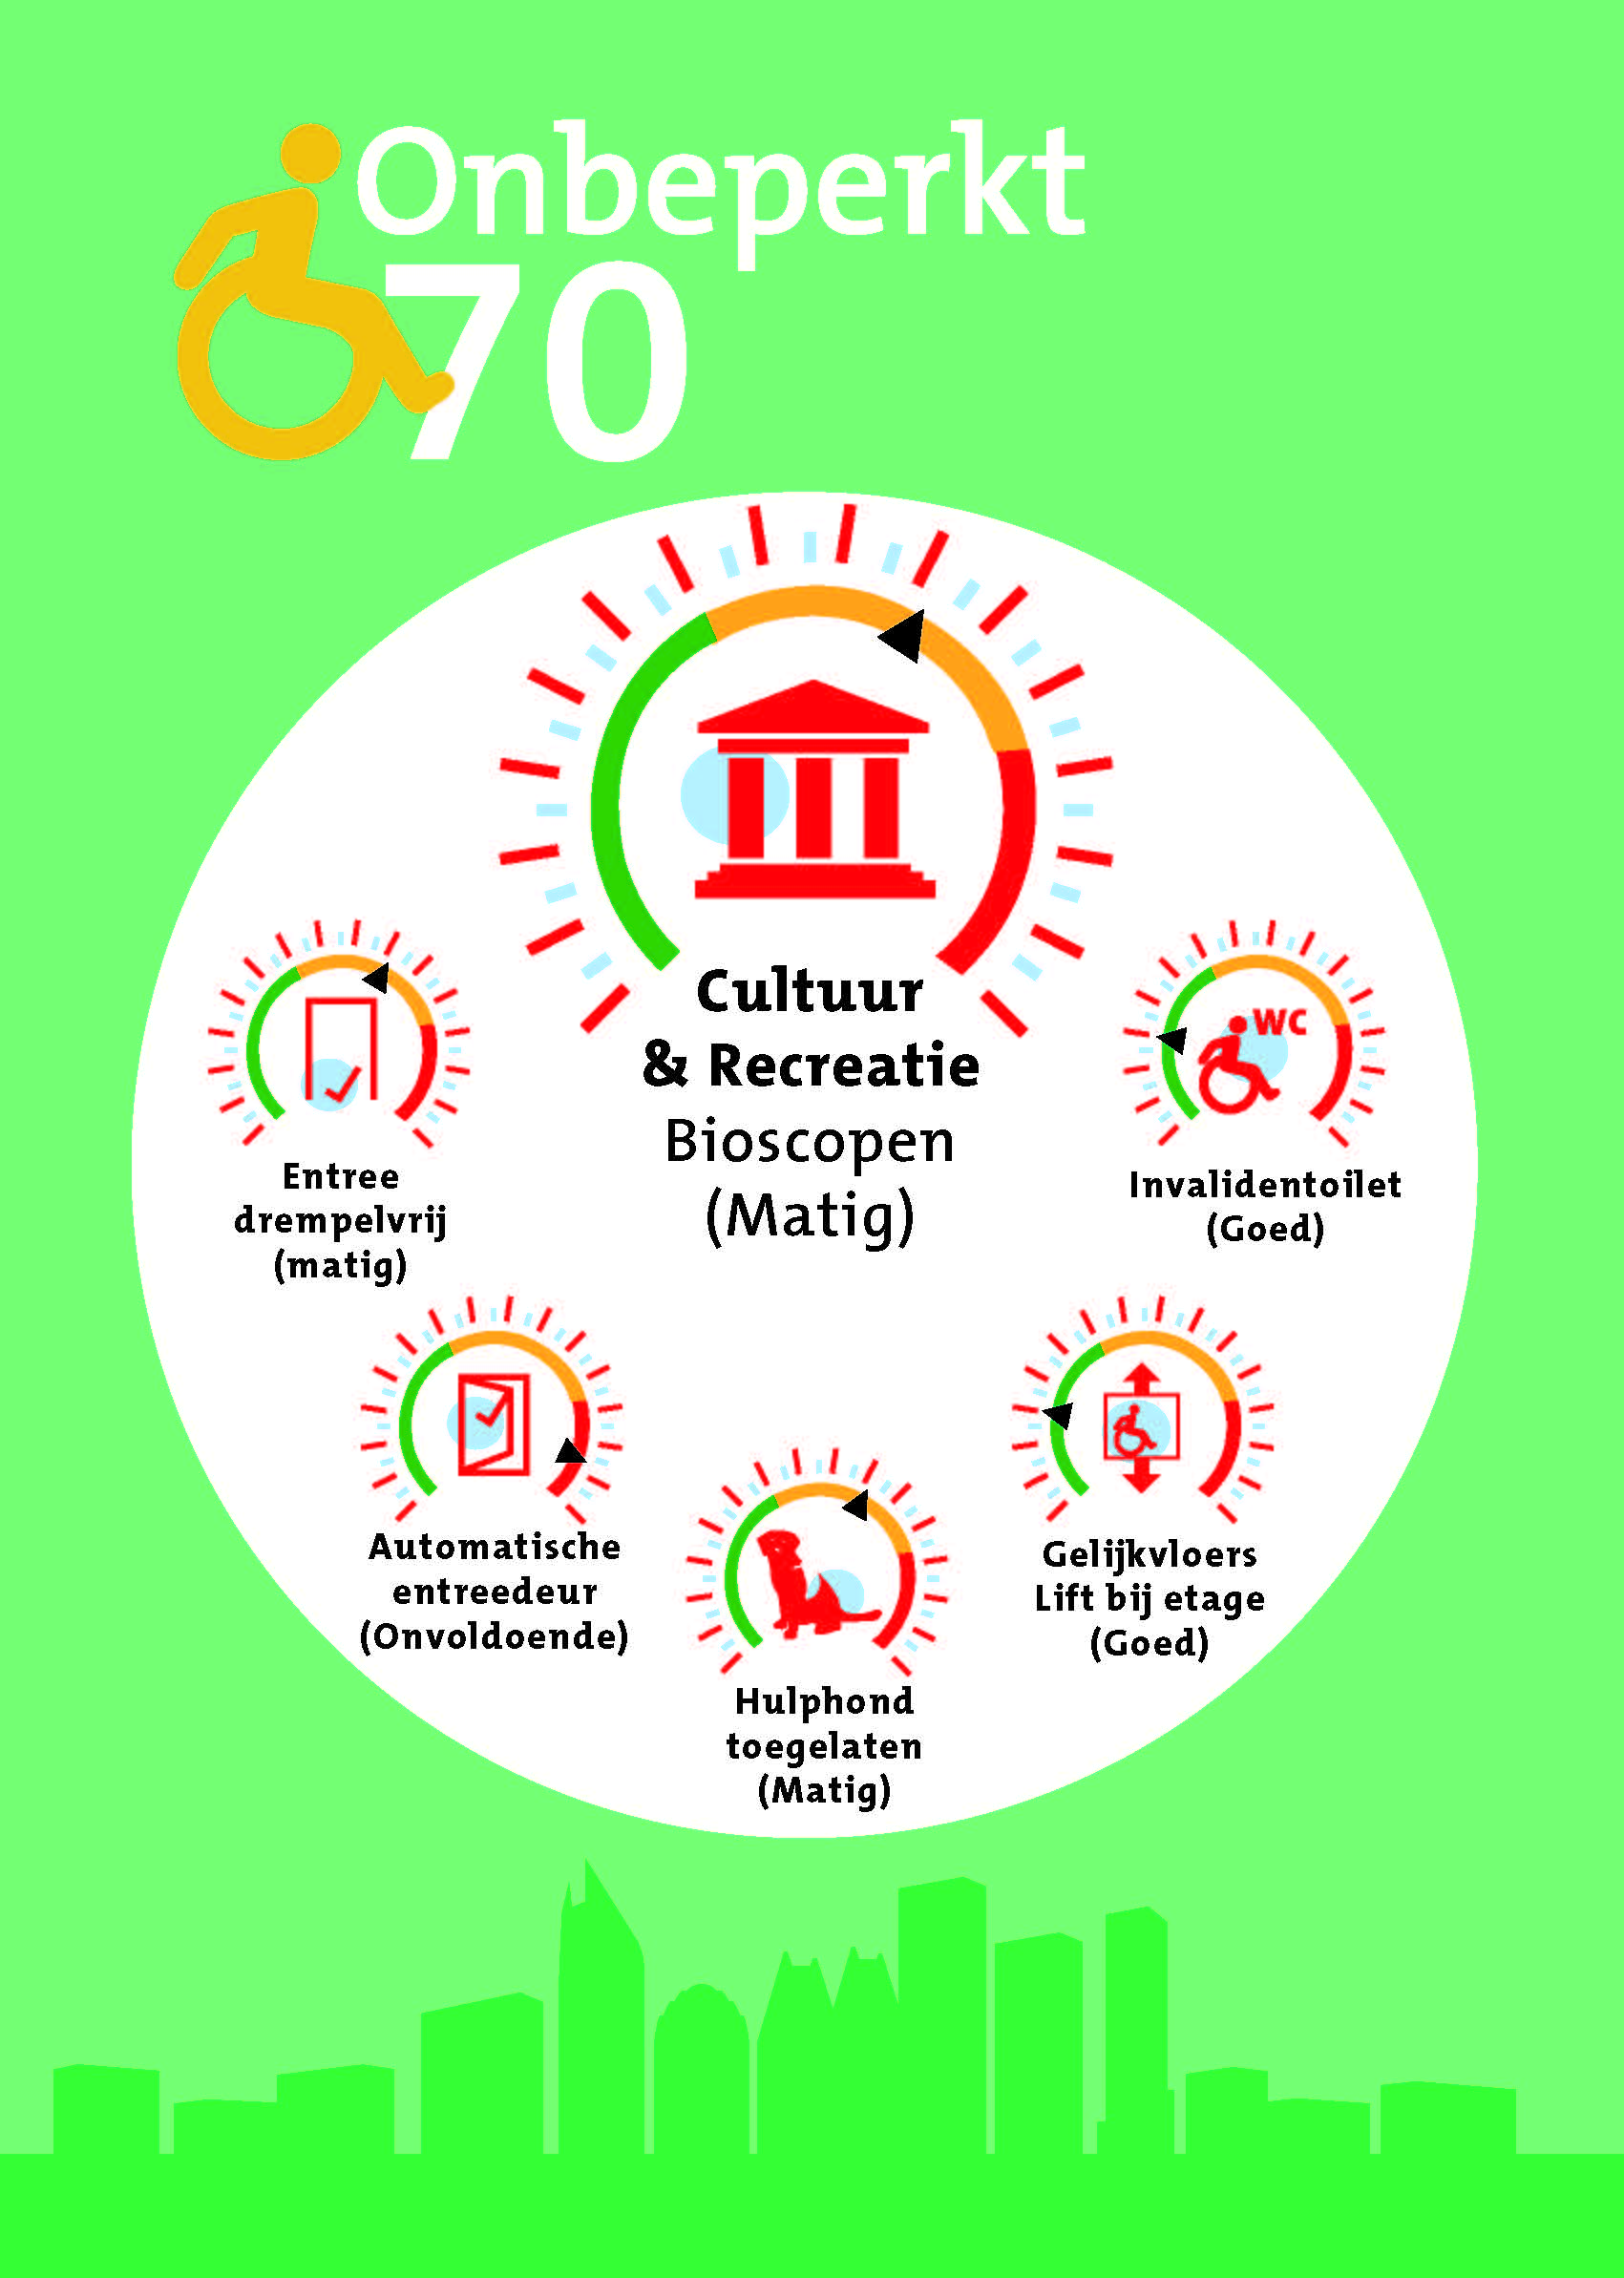 Onbeperkt
70
Cultuur
& Recreatie
Bioscopen
(Matig)
Entree
drempelvrij
(matig)
WC
Invalidentoilet
(Goed)
Automatische
entreedeur
(Onvoldoende)
Gelijkvloers
Lift bij etage
(Goed)
Hulphond
toegelaten
(Matig)